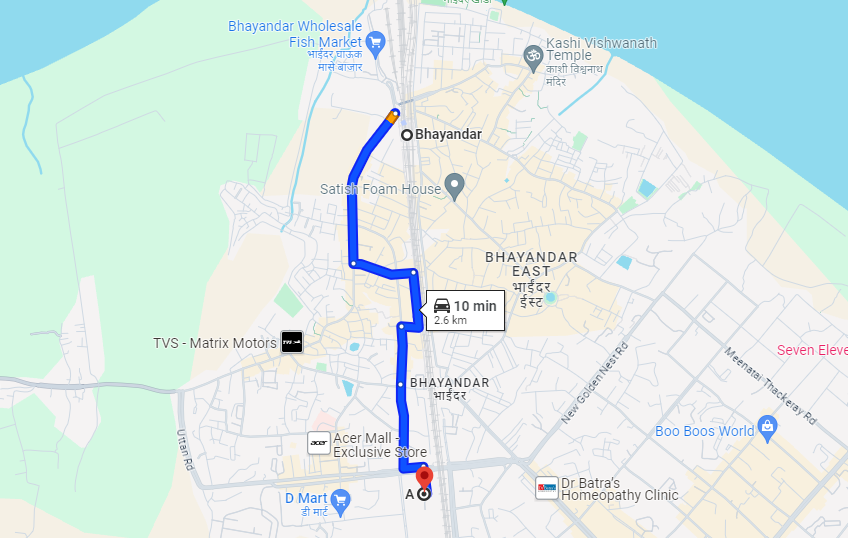 Bhayandar Wholesale
Fish Market
भाईंदर घाऊक
मासे बाजार
Kashi Vishwanath
Temple
काशी विश्वनाथ
मंदिर
Bhayandar
Satish Foam House
BHAYANDAR
EAST
भाईंदर
ईस्ट
10 min
2.6 km
TVS - Matrix Motors
BHAYANDAR
भाईंदर
New Golden Nest Rd
Meenatai Thackeray Rd
Seven Eleve
Uttan Rd
acer
Acer Mall -
Exclusive Store
Boo Boos World
A
D Mart
डी मार्ट
Dr Batra's
Homeopathy Clinic